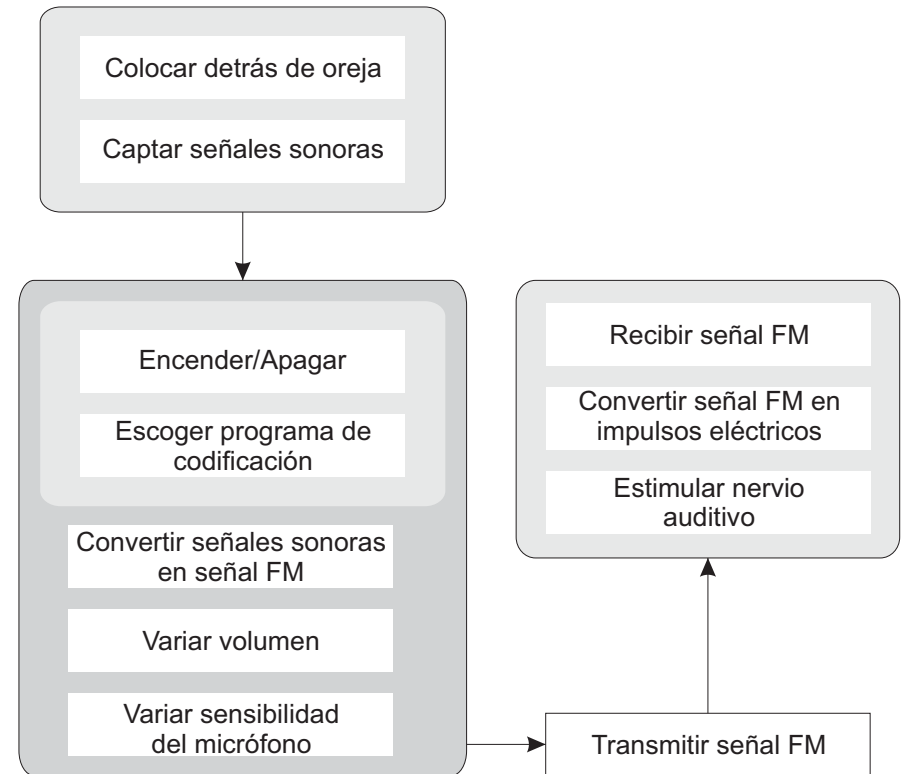 Colocar detrás de oreja
Captar señales sonoras
Encender/Apagar
Escoger programa de
codificación
Convertir señales sonoras
en señal FM
Variar volumen
Variar sensibilidad
del micrófono
Recibir señal FM
Convertir señal FM en
impulsos eléctricos
Estimular nervio
auditivo
Transmitir señal FM